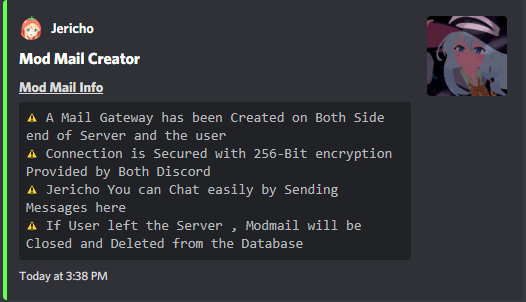 Jericho
Mod Mail Creator
Mod Mail Info
⚠ A Mail Gateway has been Created on Both Side
end of Server and the user
⚠ Connection is Secured with 256-Bit encryption
Provided by Both Discord
⚠ Jericho You can Chat easily by Sending
Messages here
⚠ If User left the Server , Modmail will be
Closed and Deleted from the Database
Today at 3:38 PM